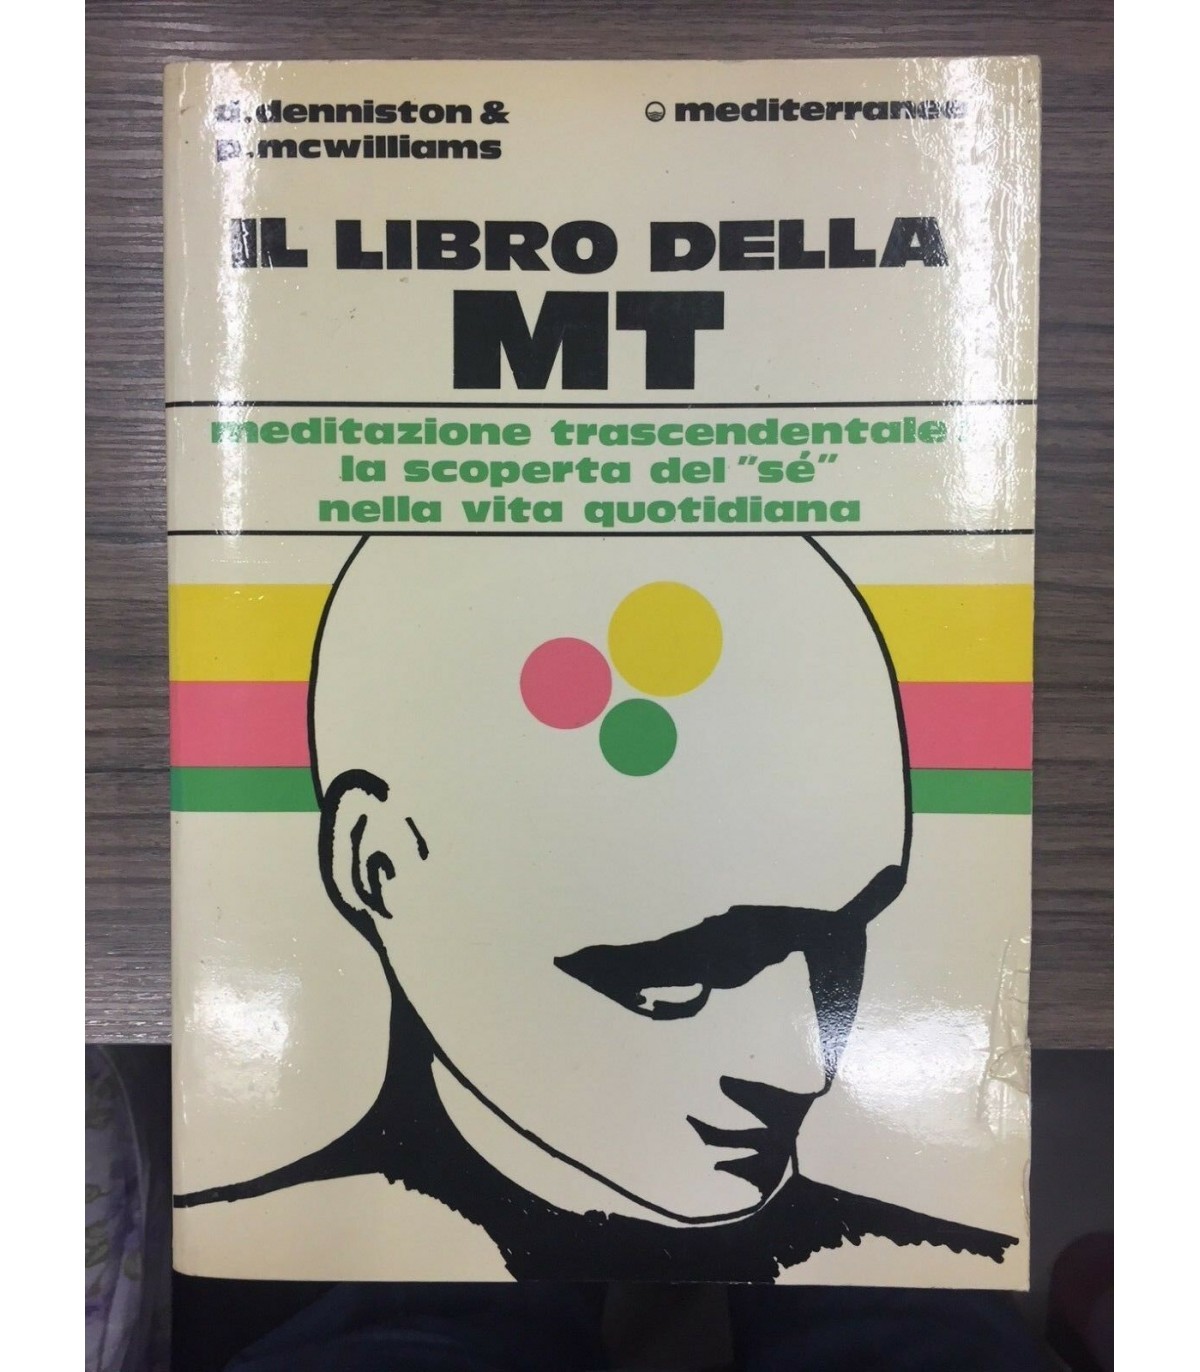 d.denniston &
p.mcwilliams
mediterranee
IL LIBRO DELLA
MT
meditazione trascendentale:
la scoperta del "sé"
nella vita quotidiana